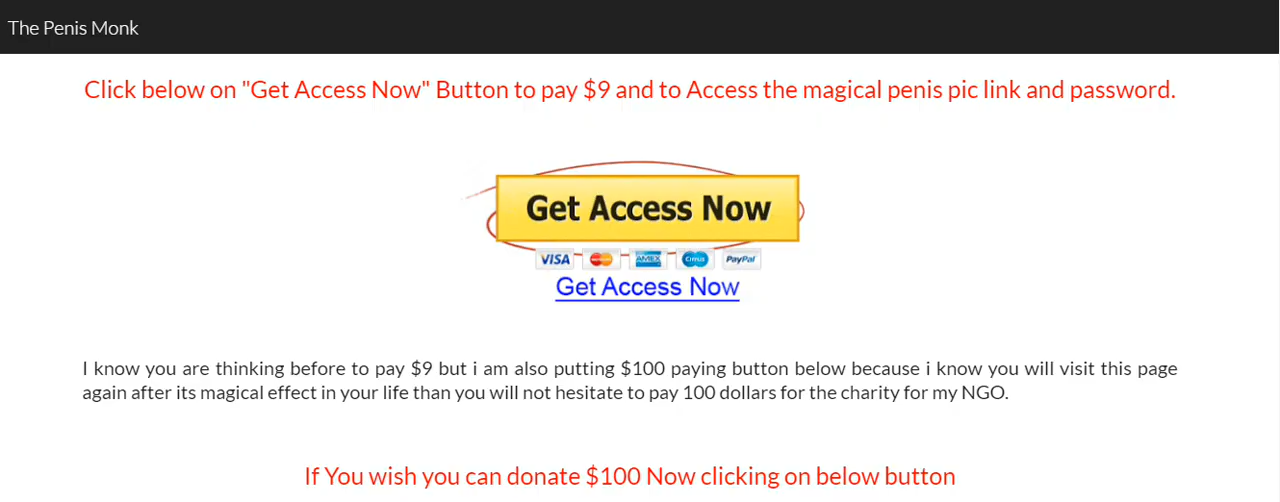 The Penis Monk
Click below on "Get Access Now" Button to pay $9 and to Access the magical penis pic link and password.
Get Access Now
VISA MasterCard AMEX Cirrus PayPal
Get Access Now
I know you are thinking before to pay $9 but i am also putting $100 paying button below because i know you will visit this page
again after its magical effect in your life than you will not hesitate to pay 100 dollars for the charity for my NGO.
If You wish you can donate $100 Now clicking on below button